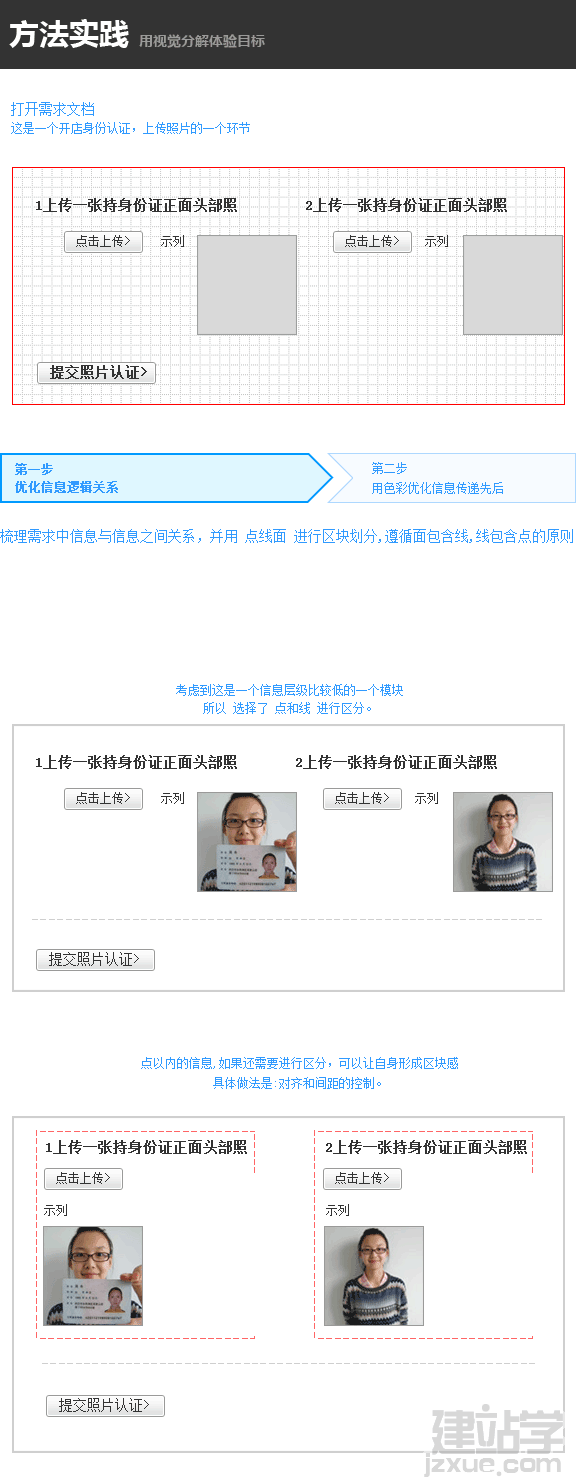 方法实践 用视觉分解体验目标
打开需求文档
这是一个开店身份认证，上传照片的一个环节
1上传一张持身份证正面头部照
2上传一张持身份证正面头部照
点击上传>
示列
点击上传>
示列
提交照片认证>
第一步
优化信息逻辑关系
第二步
用色彩优化信息传递先后
梳理需求中信息与信息之间关系，并用 点线面 进行区块划分,遵循面包含线,线包含点的原则
考虑到这是一个信息层级比较低的一个模块
所以 选择了 点和线 进行区分。
1上传一张持身份证正面头部照
2上传一张持身份证正面头部照
点击上传>
示列
点击上传>
示列
提交照片认证>
点以内的信息,如果还需要进行区分，可以让自身形成区块感
具体做法是:对齐和间距的控制。
1上传一张持身份证正面头部照
点击上传>
示列
2上传一张持身份证正面头部照
点击上传>
示列
提交照片认证>
建站学
jzxue.com